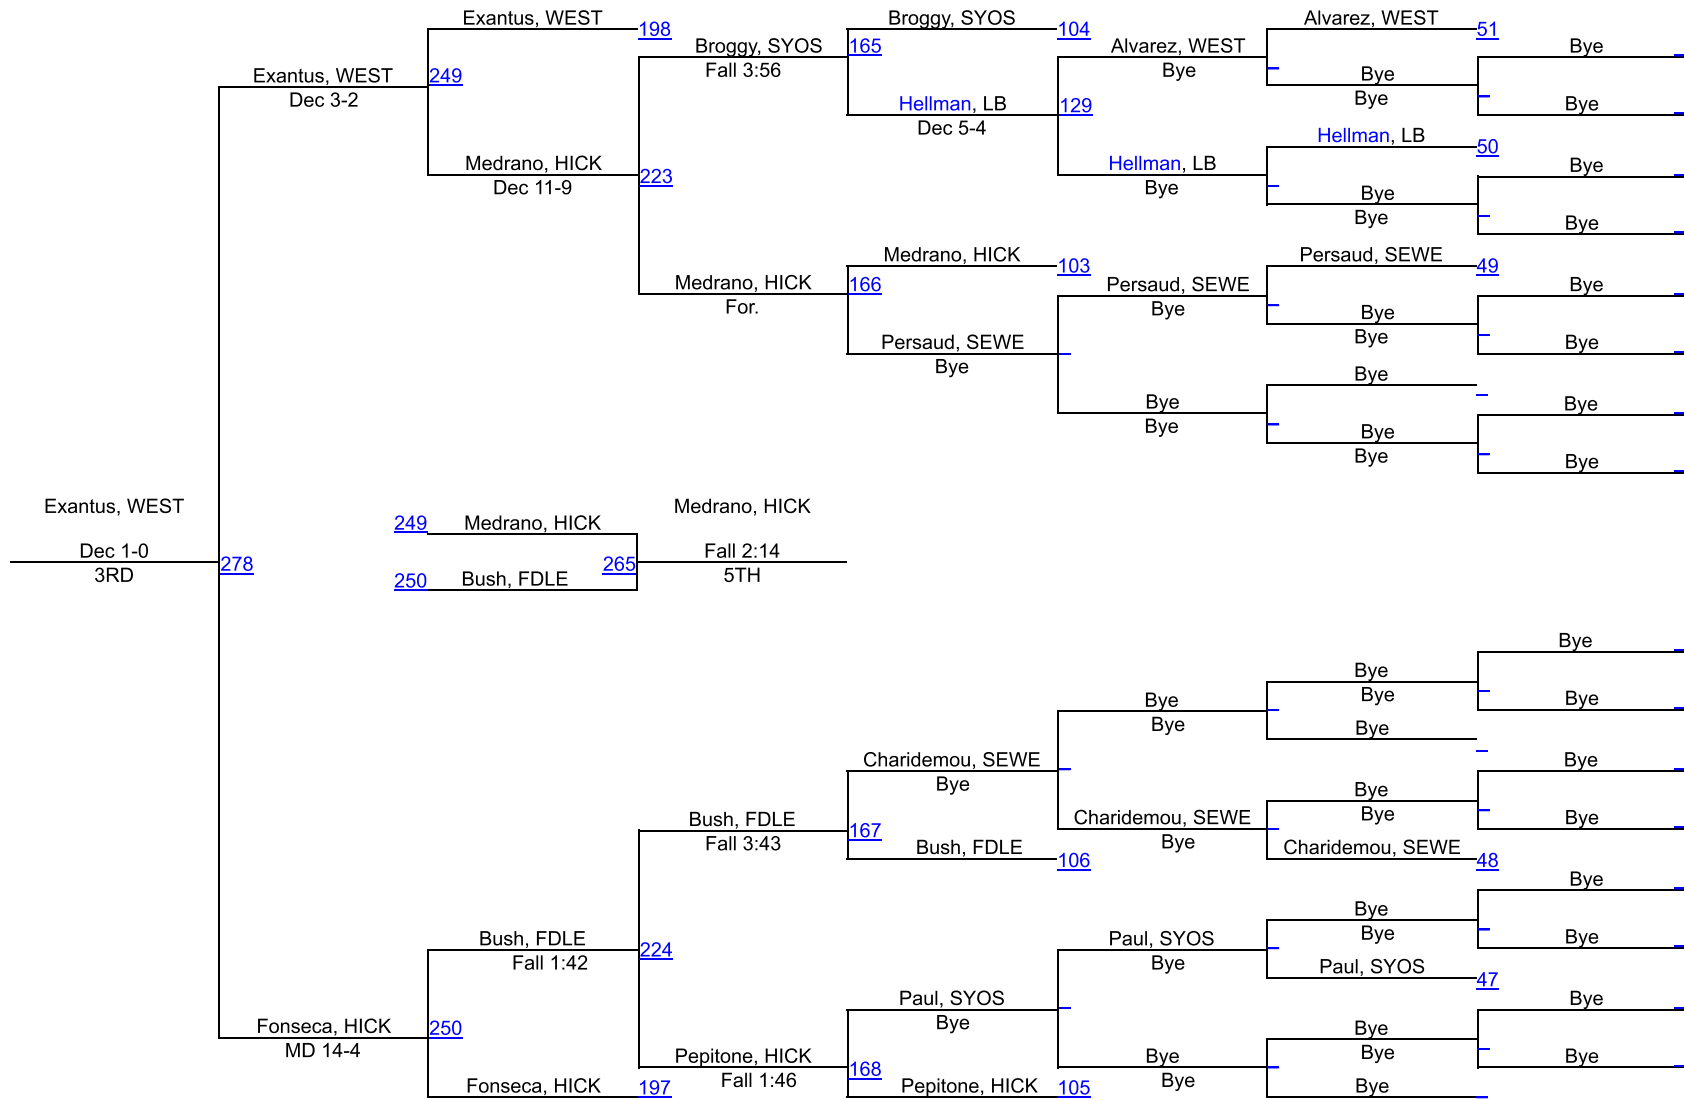 Exantus, WEST
198
Broggy, SYOS
104
Alvarez, WEST
51
Broggy, SYOS
165
Alvarez, WEST
Bye
Exantus, WEST
249
Fall 3:56
Bye
Bye
Dec 3-2
Bye
Hellman, LB
129
Bye
Dec 5-4
Hellman, LB
50
Medrano, HICK
223
Hellman, LB
Bye
Dec 11-9
Bye
Bye
Bye
Bye
Medrano, HICK
103
Persaud, SEWE
49
Medrano, HICK
166
Persaud, SEWE
Bye
For.
Bye
Bye
Persaud, SEWE
Bye
Bye
Bye
Bye
Bye
Bye
Bye
Bye
Bye
Bye
Exantus, WEST
Medrano, HICK
249
Medrano, HICK
Dec 1-0
278
265
Fall 2:14
3RD
250
Bush, FDLE
5TH
Bye
Bye
Bye
Bye
Bye
Bye
Bye
Charidemou, SEWE
Bye
Bye
Bye
Bush, FDLE
167
Charidemou, SEWE
Bye
Bye
Fall 3:43
Bye
Bush, FDLE
106
Charidemou, SEWE
48
Bye
Bye
Bush, FDLE
224
Paul, SYOS
Bye
Bye
Fall 1:42
Bye
Paul, SYOS
47
Paul, SYOS
Bye
Bye
Fonseca, HICK
250
Bye
MD 14-4
Pepitone, HICK
168
Bye
Bye
Bye
Fall 1:46
Bye
Fonseca, HICK
197
Pepitone, HICK
105
Bye